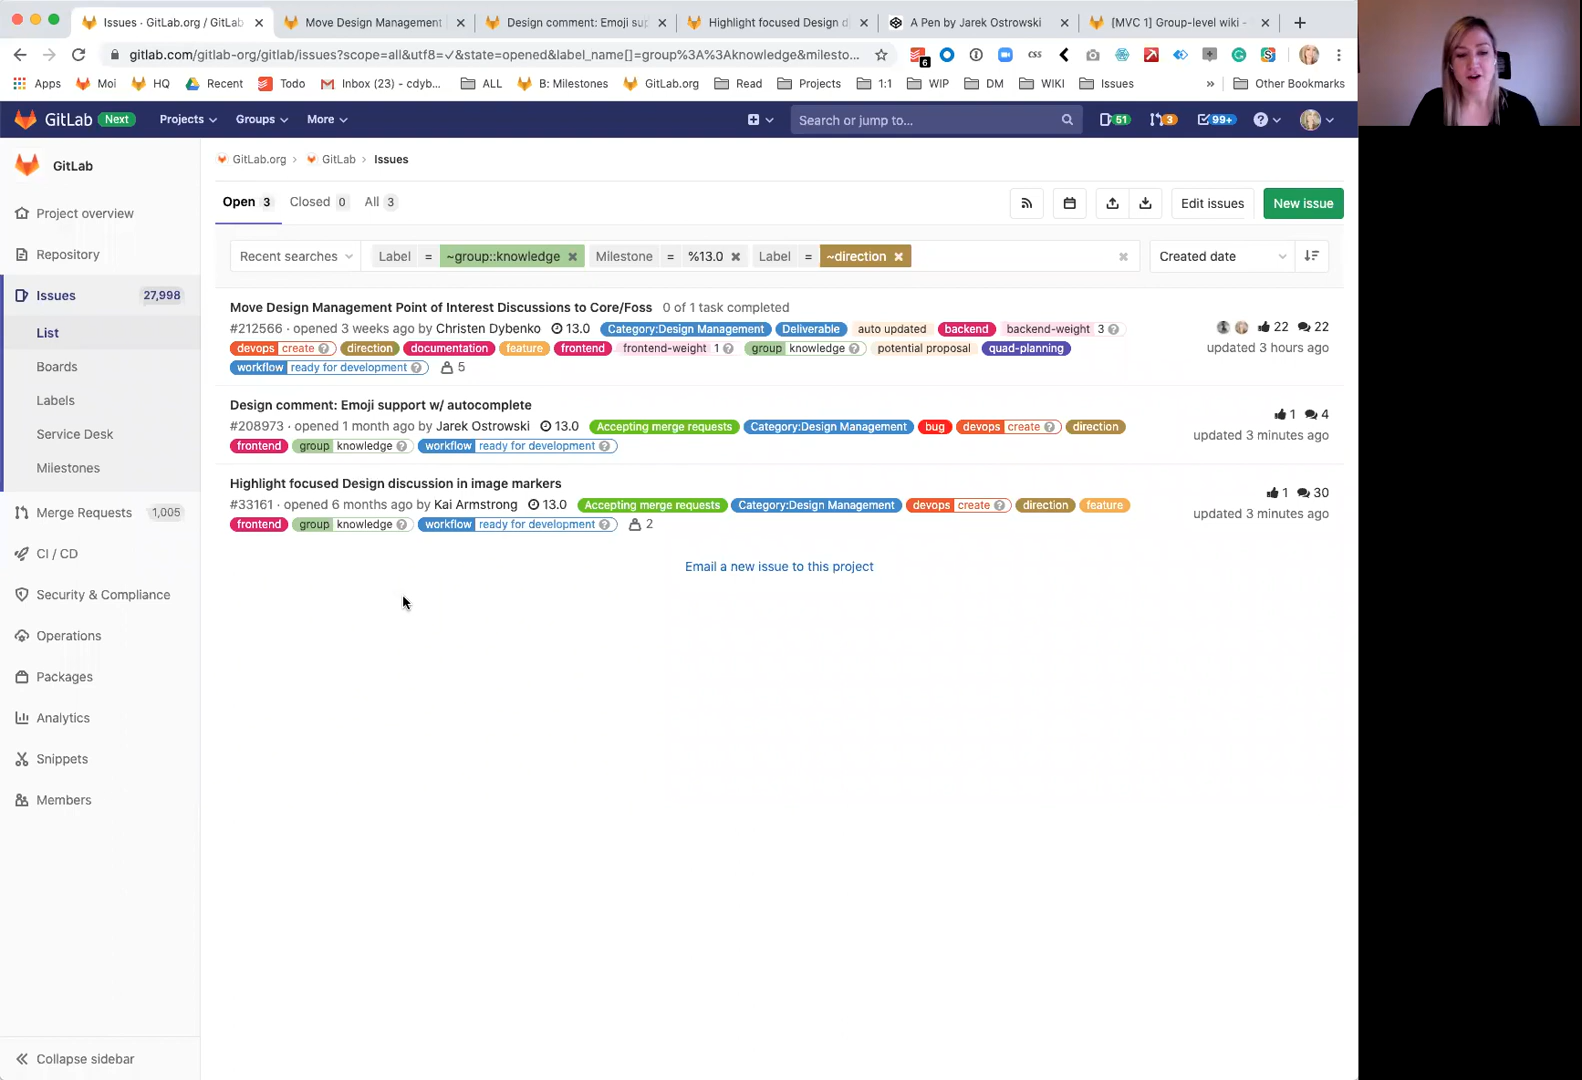 Issues · GitLab.org / GitLab
Move Design Management
Design comment: Emoji sup
Highlight focused Design d
A Pen by Jarek Ostrowski
[MVC 1] Group-level wiki -
gitlab.com/gitlab-org/gitlab/issues?scope=all&utf8=✓&state=opened&label_name[]=group%3A%3Aknowledge&milesto...
6
CSS
Apps
Moi
HQ
Recent
Todo
Inbox (23) - cdyb...
ALL
B: Milestones
GitLab.org
Read
Projects
1:1
WIP
DM
WIKI
Issues
»
Other Bookmarks
GitLab Next Projects Groups More
Search or jump to...
51
3
99+
GitLab
GitLab.org › GitLab › Issues
Open 3 Closed 0 All 3
Edit issues
New issue
Recent searches
Label = ~group::knowledge
Milestone = %13.0
Label = ~direction
Created date
Project overview
Repository
Issues 27,998
List
Boards
Labels
Service Desk
Milestones
Merge Requests 1,005
CI / CD
Security & Compliance
Operations
Packages
Analytics
Snippets
Members
Collapse sidebar
Move Design Management Point of Interest Discussions to Core/Foss 0 of 1 task completed
#212566 · opened 3 weeks ago by Christen Dybenko 13.0 Category:Design Management Deliverable auto updated backend backend-weight 3
devops create direction documentation feature frontend frontend-weight 1 group knowledge potential proposal quad-planning
workflow ready for development 5
22 22
updated 3 hours ago
Design comment: Emoji support w/ autocomplete
#208973 · opened 1 month ago by Jarek Ostrowski 13.0 Accepting merge requests Category:Design Management bug devops create direction
frontend group knowledge workflow ready for development
1 4
updated 3 minutes ago
Highlight focused Design discussion in image markers
#33161 · opened 6 months ago by Kai Armstrong 13.0 Accepting merge requests Category:Design Management devops create direction feature
frontend group knowledge workflow ready for development 2
1 30
updated 3 minutes ago
Email a new issue to this project